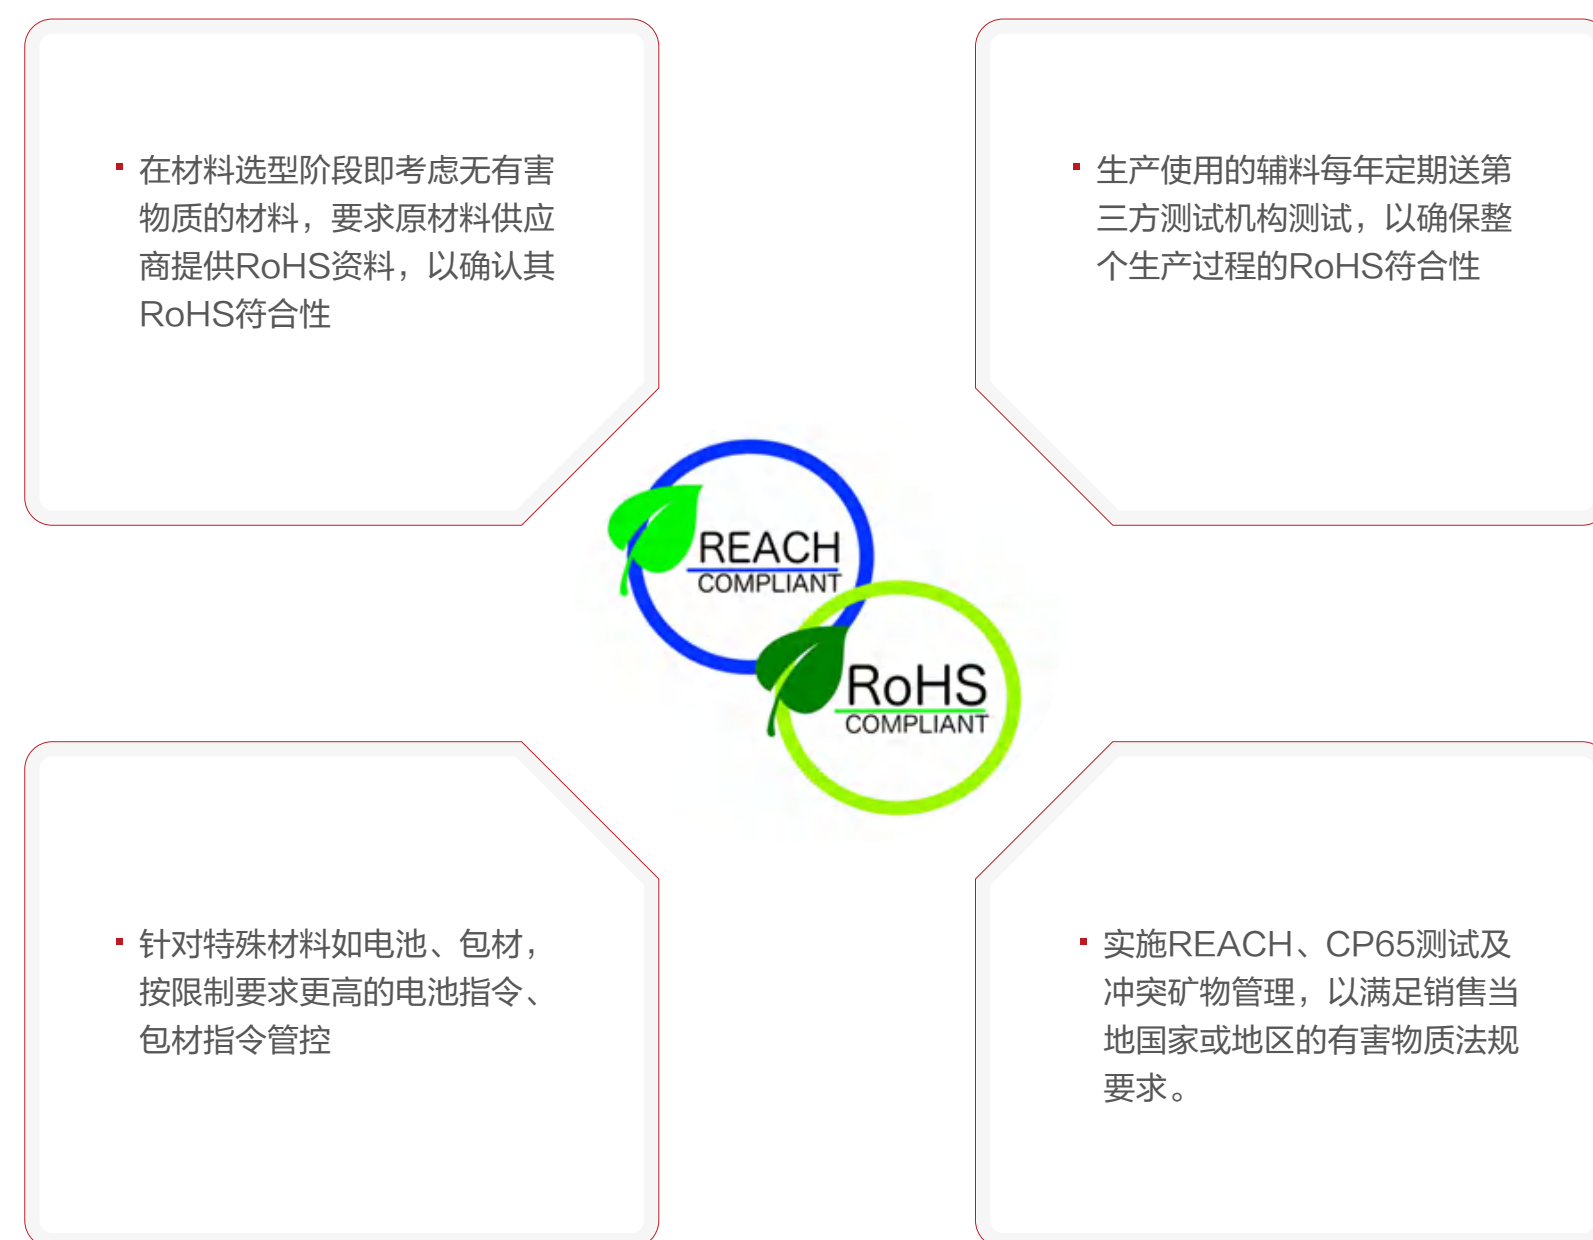 在材料选型阶段即考虑无有害
物质的材料，要求原材料供应
商提供RoHS资料，以确认其
RoHS符合性
生产使用的辅料每年定期送第
三方测试机构测试，以确保整
个生产过程的RoHS符合性
REACH
COMPLIANT
RoHS
COMPLIANT
针对特殊材料如电池、包材，
按限制要求更高的电池指令、
包材指令管控
实施REACH、CP65测试及
冲突矿物管理，以满足销售当
地国家或地区的有害物质法规
要求。